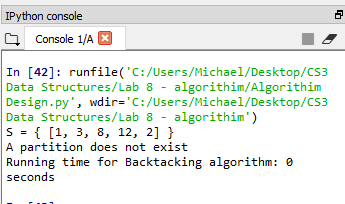 IPython console
Console 1/A
In [42]: runfile('C:/Users/Michael/Desktop/CS3
Data Structures/Lab 8 - algorithim/Algorithim
Design.py', wdir='C:/Users/Michael/Desktop/CS3
Data Structures/Lab 8 - algorithim')
S = { [1, 3, 8, 12, 2] }
A partition does not exist
Running time for Backtacking algorithm: 0
seconds